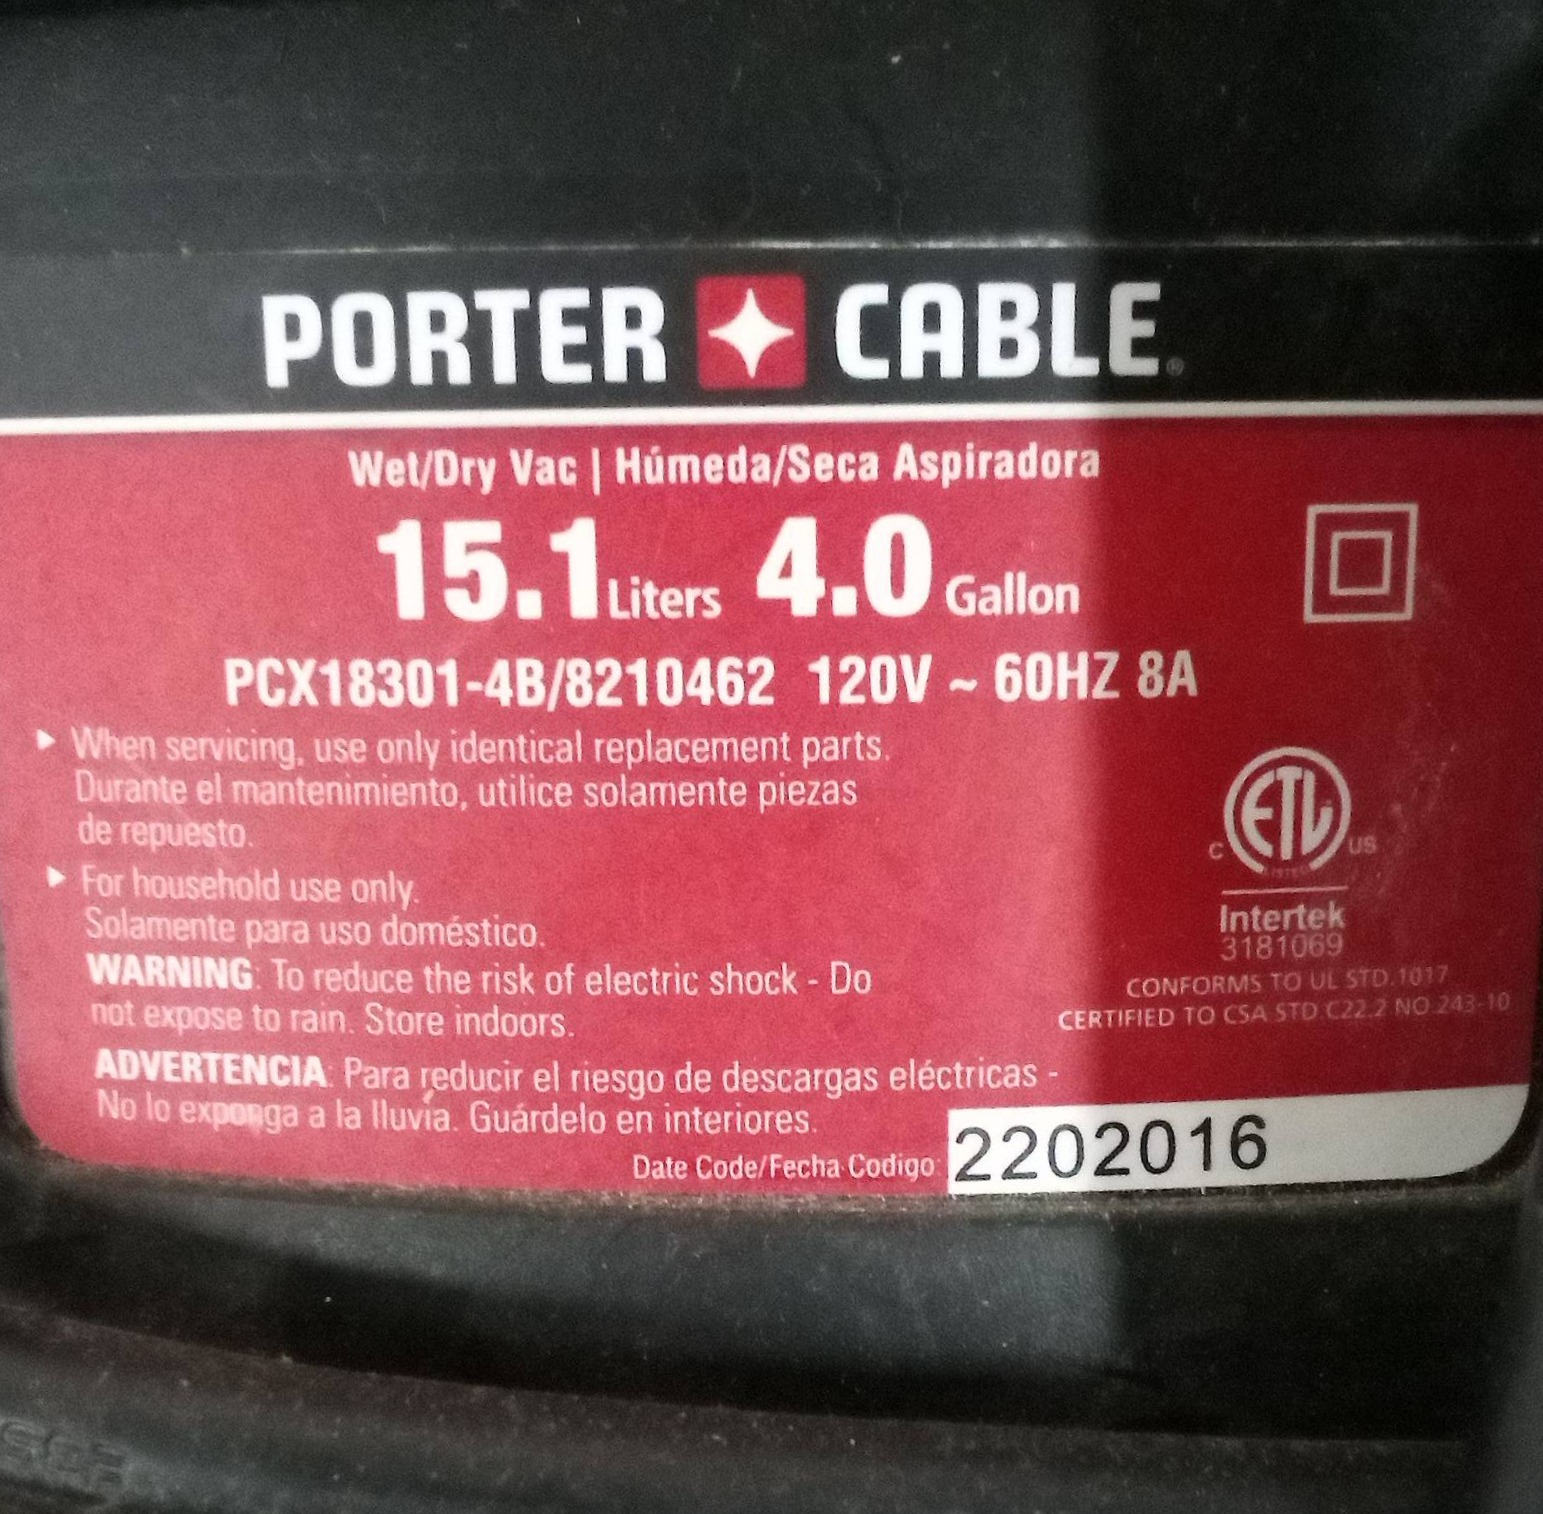 PORTER CABLE®
Wet/Dry Vac | Húmeda/Seca Aspiradora
15.1 Liters 4.0 Gallon
PCX18301-4B/8210462 120V ~ 60HZ 8A
▶ When servicing, use only identical replacement parts.
Durante el mantenimiento, utilice solamente piezas
de repuesto.
▶ For household use only.
Solamente para uso doméstico.
WARNING: To reduce the risk of electric shock - Do
not expose to rain. Store indoors.
ADVERTENCIA: Para reducir el riesgo de descargas eléctricas -
No lo exponga a la lluvia. Guárdelo en interiores.
Date Code/Fecha Codigo 2202016
C ETL US
LISTED
Intertek
3181069
CONFORMS TO UL STD.1017
CERTIFIED TO CSA STD C22.2 NO.243-10